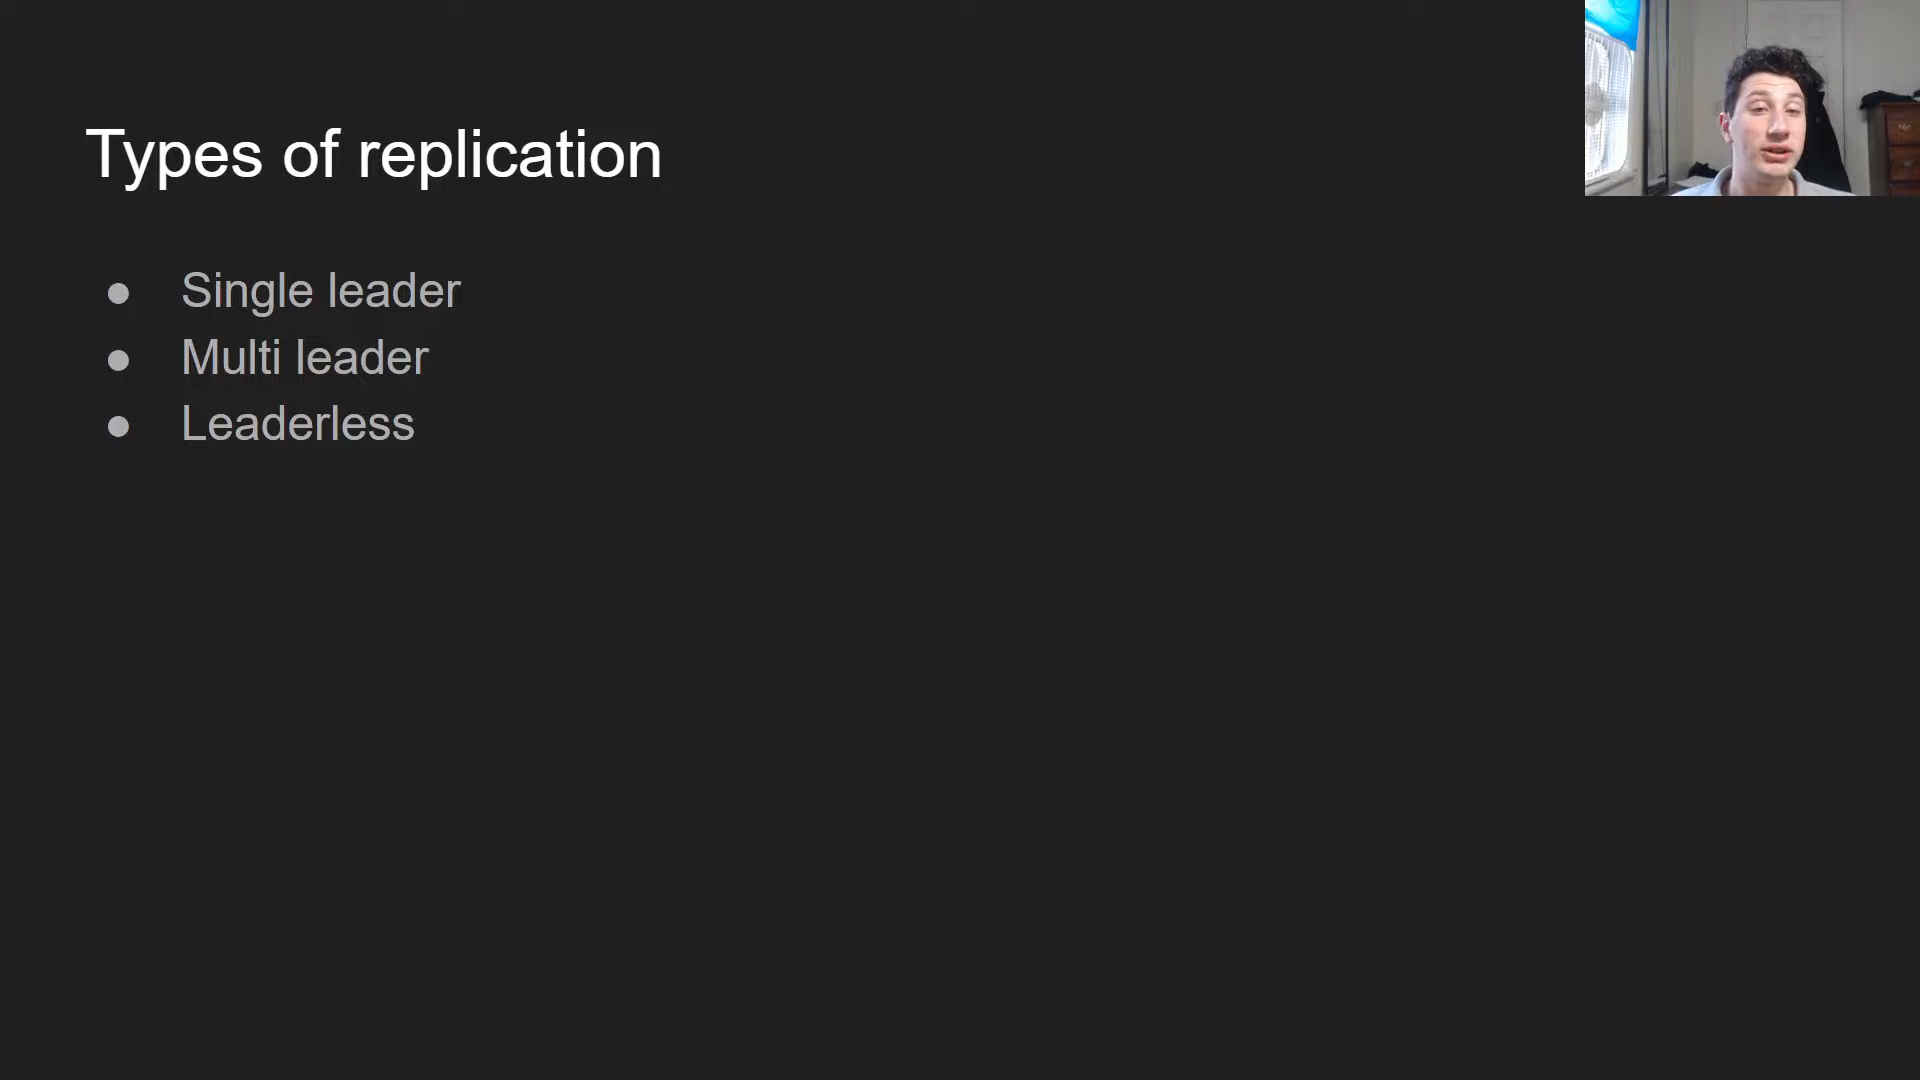 Types of replication
● Single leader
● Multi leader
● Leaderless